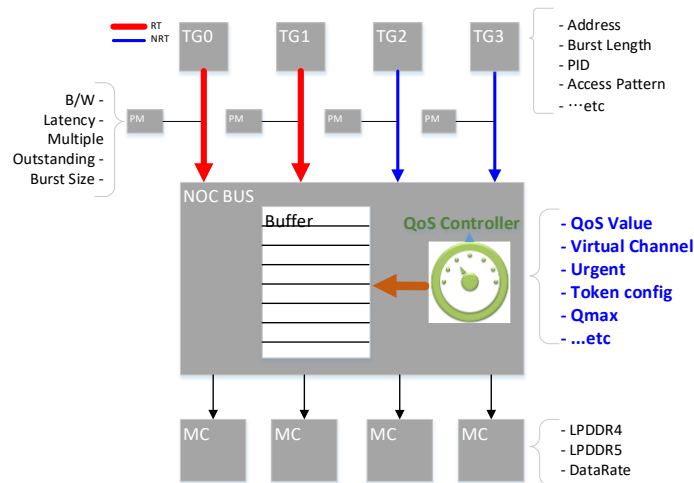 RT
NRT
TG0
TG1
TG2
TG3
- Address
- Burst Length
- PID
- Access Pattern
- ⋯etc
B/W -
Latency -
Multiple
Outstanding -
Burst Size -
PM
PM
PM
PM
NOC BUS
Buffer
QoS Controller
- QoS Value
- Virtual Channel
- Urgent
- Token config
- Qmax
- ...etc
MC
MC
MC
MC
- LPDDR4
- LPDDR5
- DataRate